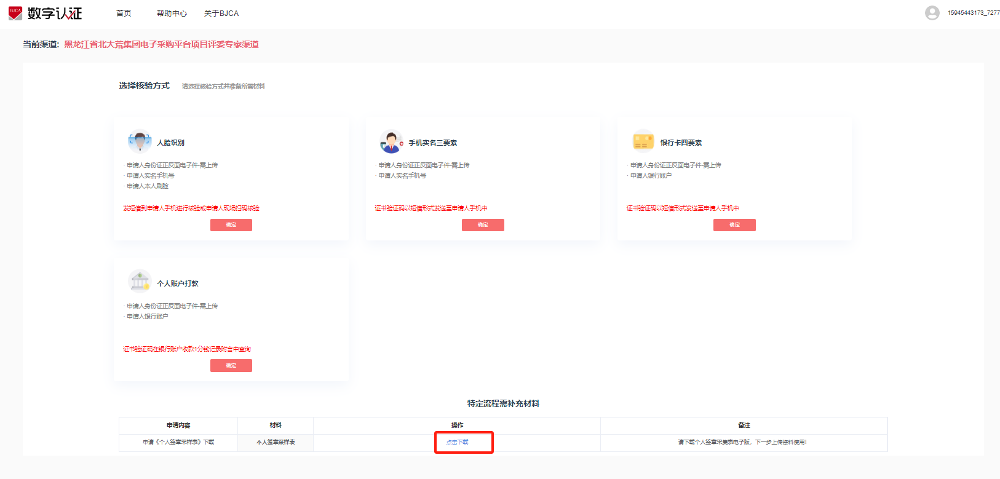 BJCA 数字认证 首页 帮助中心 关于BJCA 15945443173_7277
当前渠道: 黑龙江省北大荒集团电子采购平台项目评委专家渠道
选择核验方式 请选择核验方式并准备所需材料
人脸识别
· 申请人身份证正反面电子件-需上传
· 申请人实名手机号
· 申请人本人刷脸
发短信到申请人手机进行核验或申请人现场扫码核验
确定
手机实名三要素
· 申请人身份证正反面电子件-需上传
· 申请人实名手机号
证书验证码以短信形式发送至申请人手机中
确定
银行卡四要素
· 申请人身份证正反面电子件-需上传
· 申请人银行账户
证书验证码以短信形式发送至申请人手机中
确定
个人账户打款
· 申请人身份证正反面电子件-需上传
· 申请人银行账户
证书验证码在银行账户收款1分钱记录附言中查询
确定
特定流程需补充材料
申请内容 材料 操作 备注
申请《个人签章采样表》下载 个人签章采样表 点击下载 请下载个人签章采集表电子版，下一步上传资料使用！